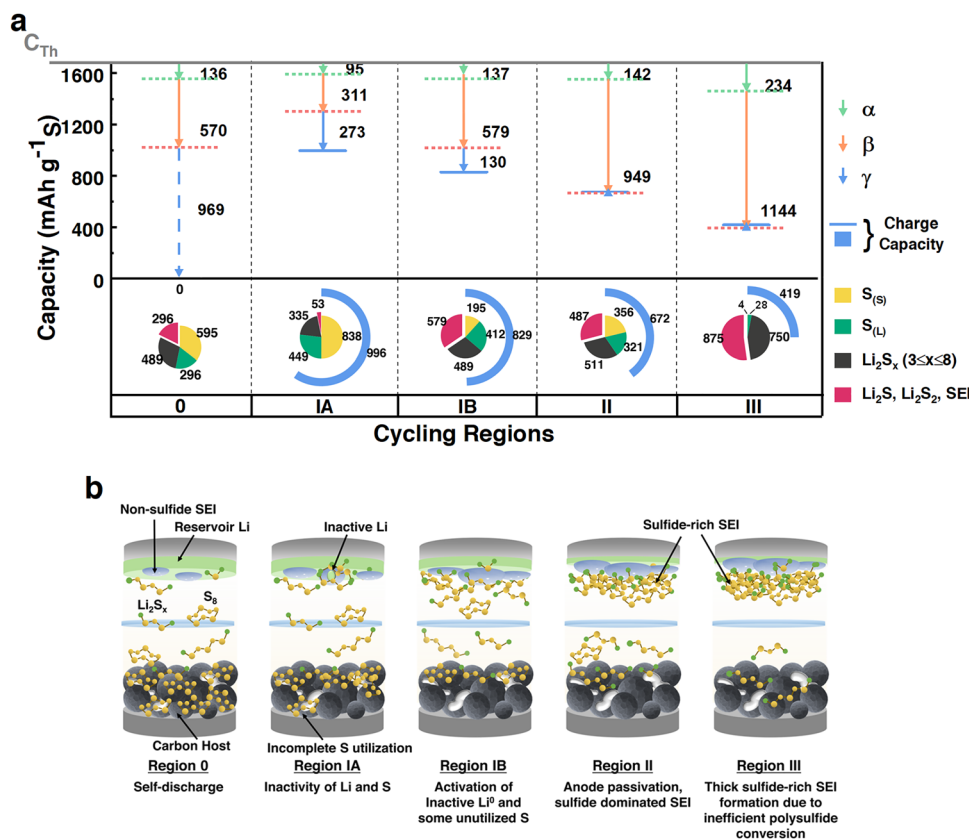 a
C_Th
1600
1200
800
400
0
Capacity (mAh g⁻¹S)
136
570
969
0
95
311
273
137
579
130
142
949
234
1144
α
β
γ
} Charge
Capacity
296
595
489
296
53
335
838
996
449
195
579
412
829
489
487
356
672
321
511
4
28
419
875
750
S(S)
S(L)
Li₂Sₓ (3≤x≤8)
Li₂S, Li₂S₂, SEI
0
IA
IB
II
III
Cycling Regions
b
Non-sulfide SEI
Reservoir Li
Inactive Li
Sulfide-rich SEI
Li₂Sₓ
S₈
Carbon Host
Incomplete S utilization
Region 0
Self-discharge
Region IA
Inactivity of Li and S
Region IB
Activation of
Inactive Li⁰ and
some unutilized S
Region II
Anode passivation,
sulfide dominated SEI
Region III
Thick sulfide-rich SEI
formation due to
inefficient polysulfide
conversion